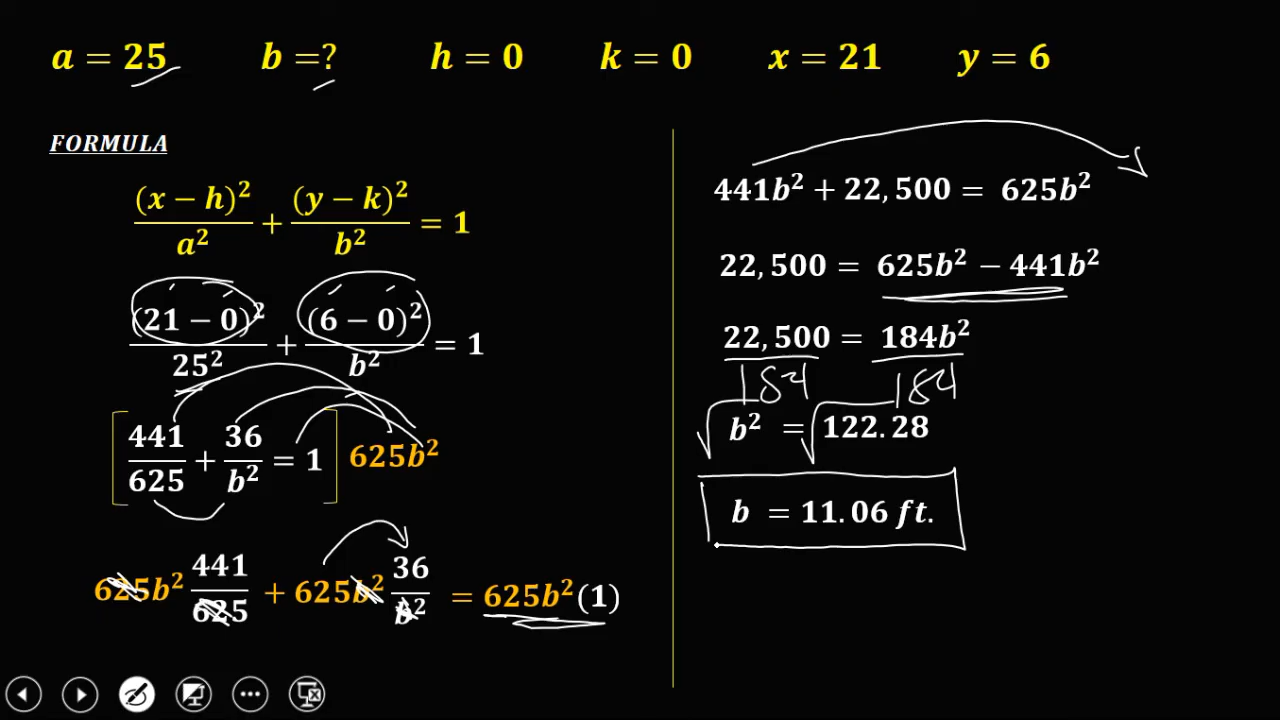 a = 25 b =? h = 0 k = 0 x = 21 y = 6
FORMULA
(x − h)²/a² + (y − k)²/b² = 1
(21 − 0)²/25² + (6 − 0)²/b² = 1
[441/625 + 36/b² = 1] 625b²
625b² 441/625 + 625b² 36/b² = 625b²(1)
441b² + 22,500 = 625b²
22,500 = 625b² − 441b²
22,500 = 184b²
184 184
√b² = √122.28
b = 11.06 ft.